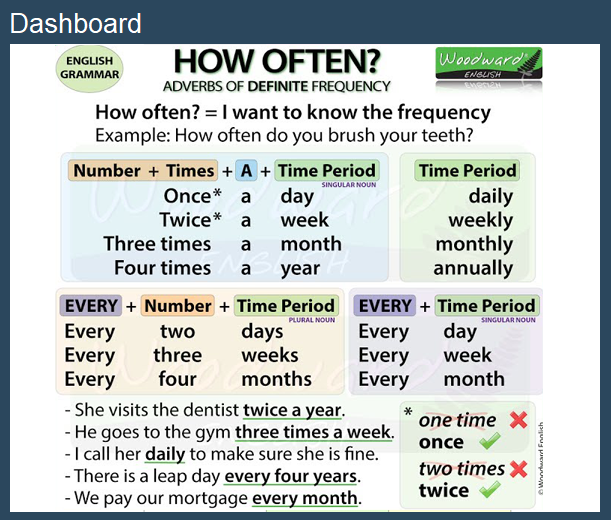 Dashboard
ENGLISH
GRAMMAR
HOW OFTEN?
ADVERBS OF DEFINITE FREQUENCY
Woodward®
ENGLISH
How often? = I want to know the frequency
Example: How often do you brush your teeth?
Number + Times + A + Time Period
SINGULAR NOUN
Once* a day
Twice* a week
Three times a month
Four times a year
Time Period
daily
weekly
monthly
annually
EVERY + Number + Time Period
PLURAL NOUN
Every two days
Every three weeks
Every four months
EVERY + Time Period
SINGULAR NOUN
Every day
Every week
Every month
- She visits the dentist twice a year.
- He goes to the gym three times a week.
- I call her daily to make sure she is fine.
- There is a leap day every four years.
- We pay our mortgage every month.
* one time
once
two times
twice
© Woodward English